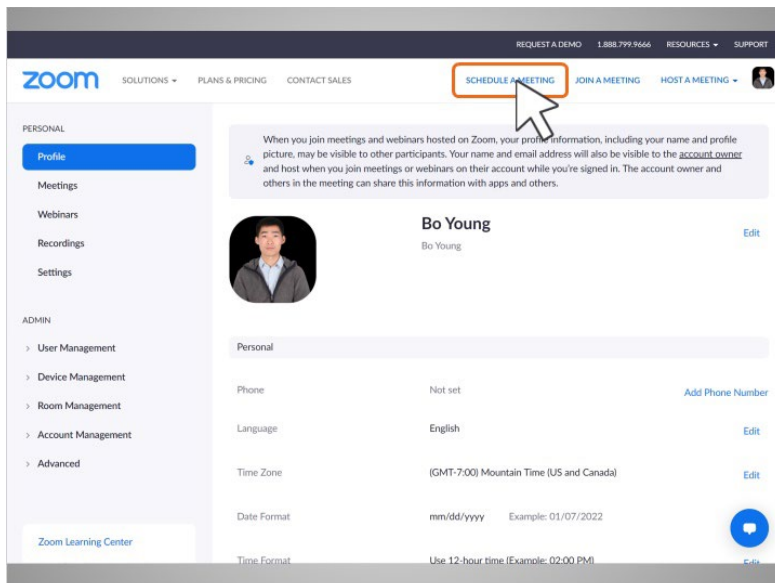 REQUEST A DEMO 1.888.799.9666 RESOURCES SUPPORT
zoom SOLUTIONS PLANS & PRICING CONTACT SALES SCHEDULE A MEETING JOIN A MEETING HOST A MEETING
PERSONAL
Profile
Meetings
Webinars
Recordings
Settings
ADMIN
User Management
Device Management
Room Management
Account Management
Advanced
Zoom Learning Center
When you join meetings and webinars hosted on Zoom, your profile information, including your name and profile
picture, may be visible to other participants. Your name and email address will also be visible to the account owner
and host when you join meetings or webinars on their account while you're signed in. The account owner and
others in the meeting can share this information with apps and others.
Bo Young
Bo Young
Edit
Personal
Phone Not set Add Phone Number
Language English Edit
Time Zone (GMT-7:00) Mountain Time (US and Canada) Edit
Date Format mm/dd/yyyy Example: 01/07/2022
Time Format Use 12-hour time (Example: 02:00 PM) Edit